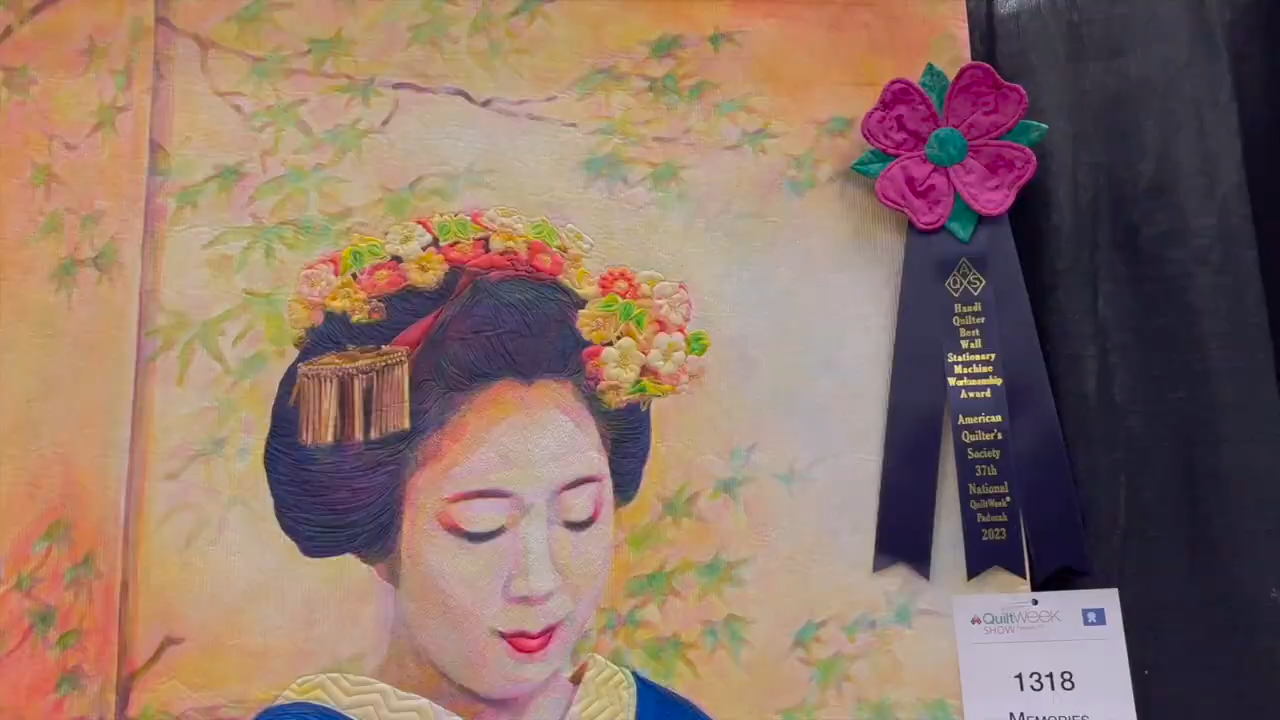 A
Q S
Handi
Quilter
Best
Wall
Stationary
Machine
Workmanship
Award
American
Quilter's
Society
37th
National
QuiltWeek®
Paducah
2023
QuiltWEEK
SHOW
1318
MEMORIES